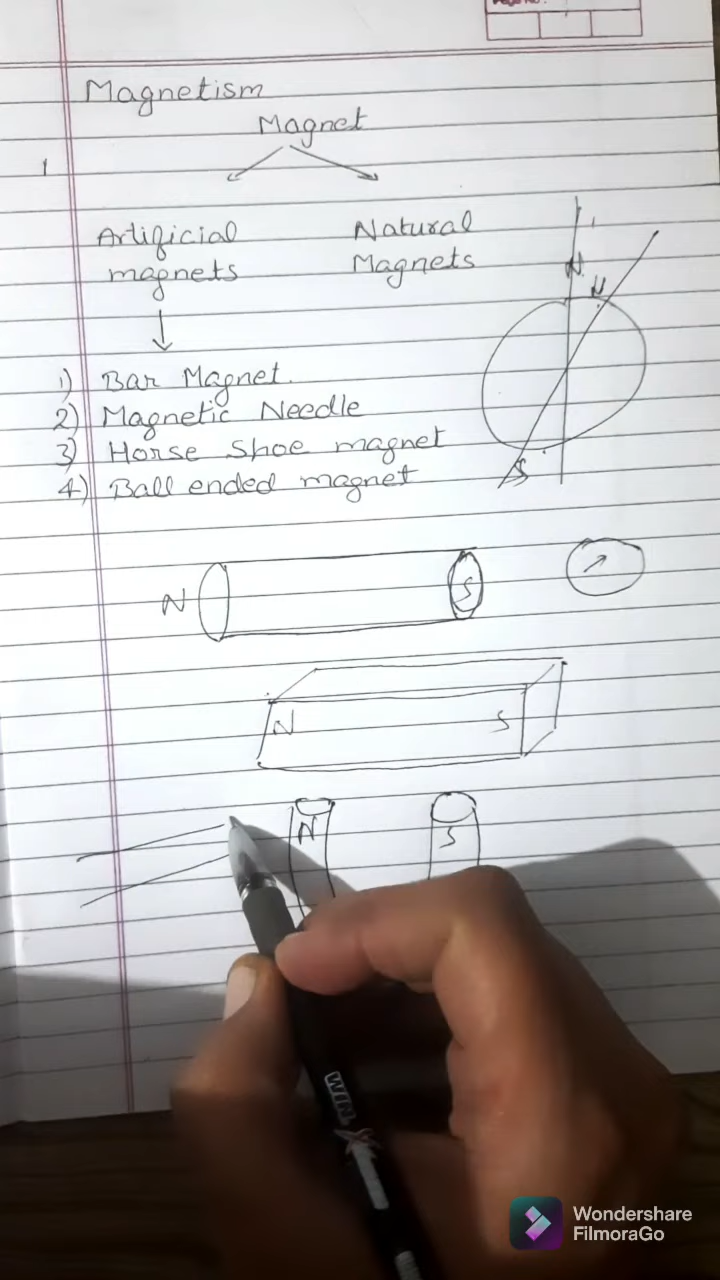 Magnetism
Magnet
Artificial
magnets
Natural
Magnets
1) Bar Magnet.
2) Magnetic Needle
3) Horse Shoe magnet
4) Ball ended magnet
N
N
S
N
S
N
S
N
S
WIN
Wondershare
FilmoraGo